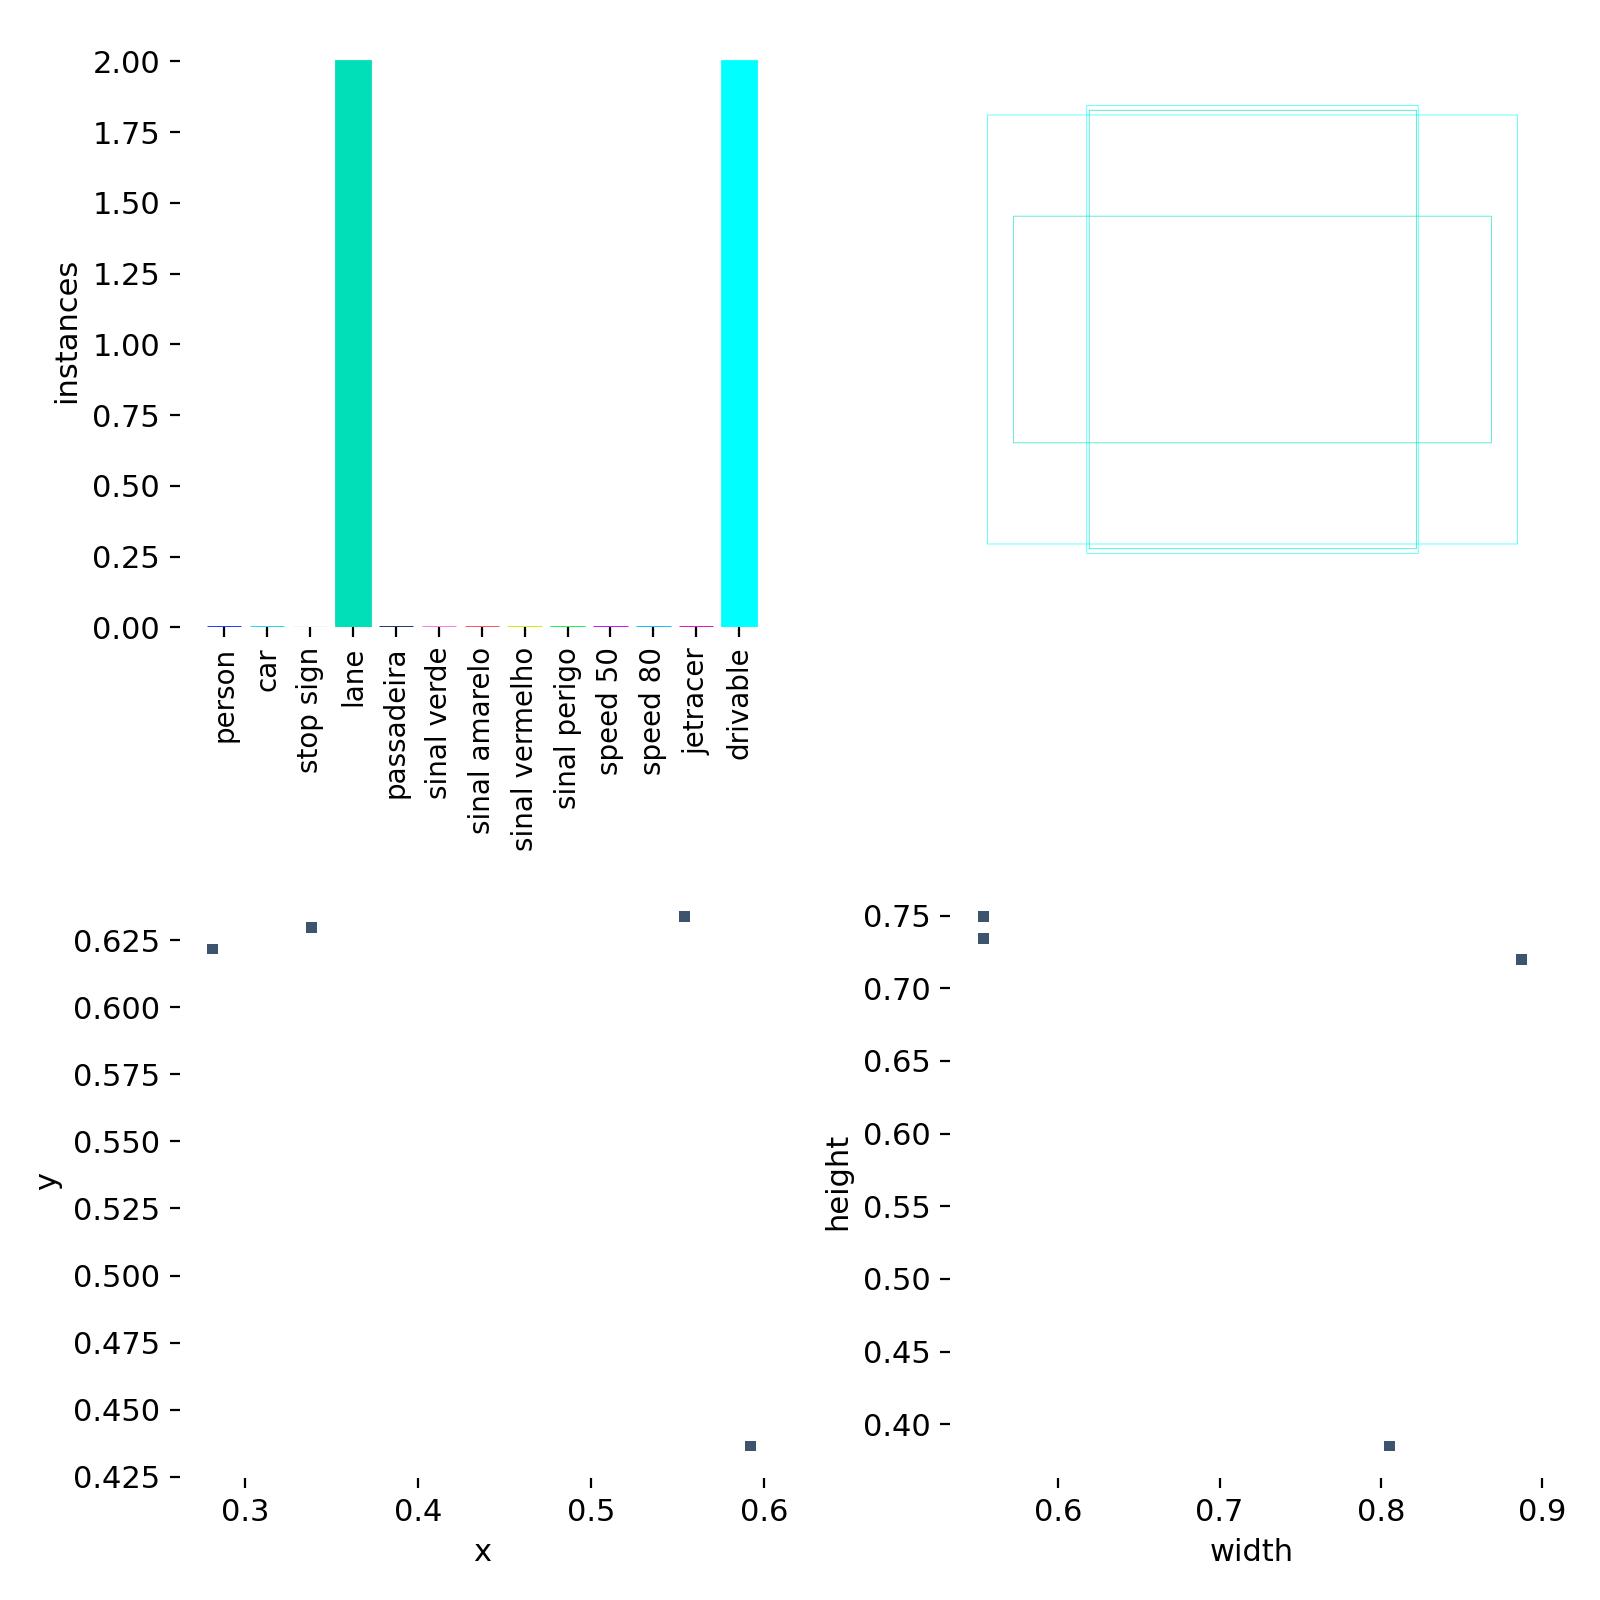 2.00
1.75
1.50
1.25
1.00
0.75
0.50
0.25
0.00
instances
person
car
stop sign
lane
passadeira
sinal verde
sinal amarelo
sinal vermelho
sinal perigo
speed 50
speed 80
jetracer
drivable
0.625
0.600
0.575
0.550
0.525
0.500
0.475
0.450
0.425
y
0.3 0.4 0.5 0.6
x
0.75
0.70
0.65
0.60
0.55
0.50
0.45
0.40
height
0.6 0.7 0.8 0.9
width